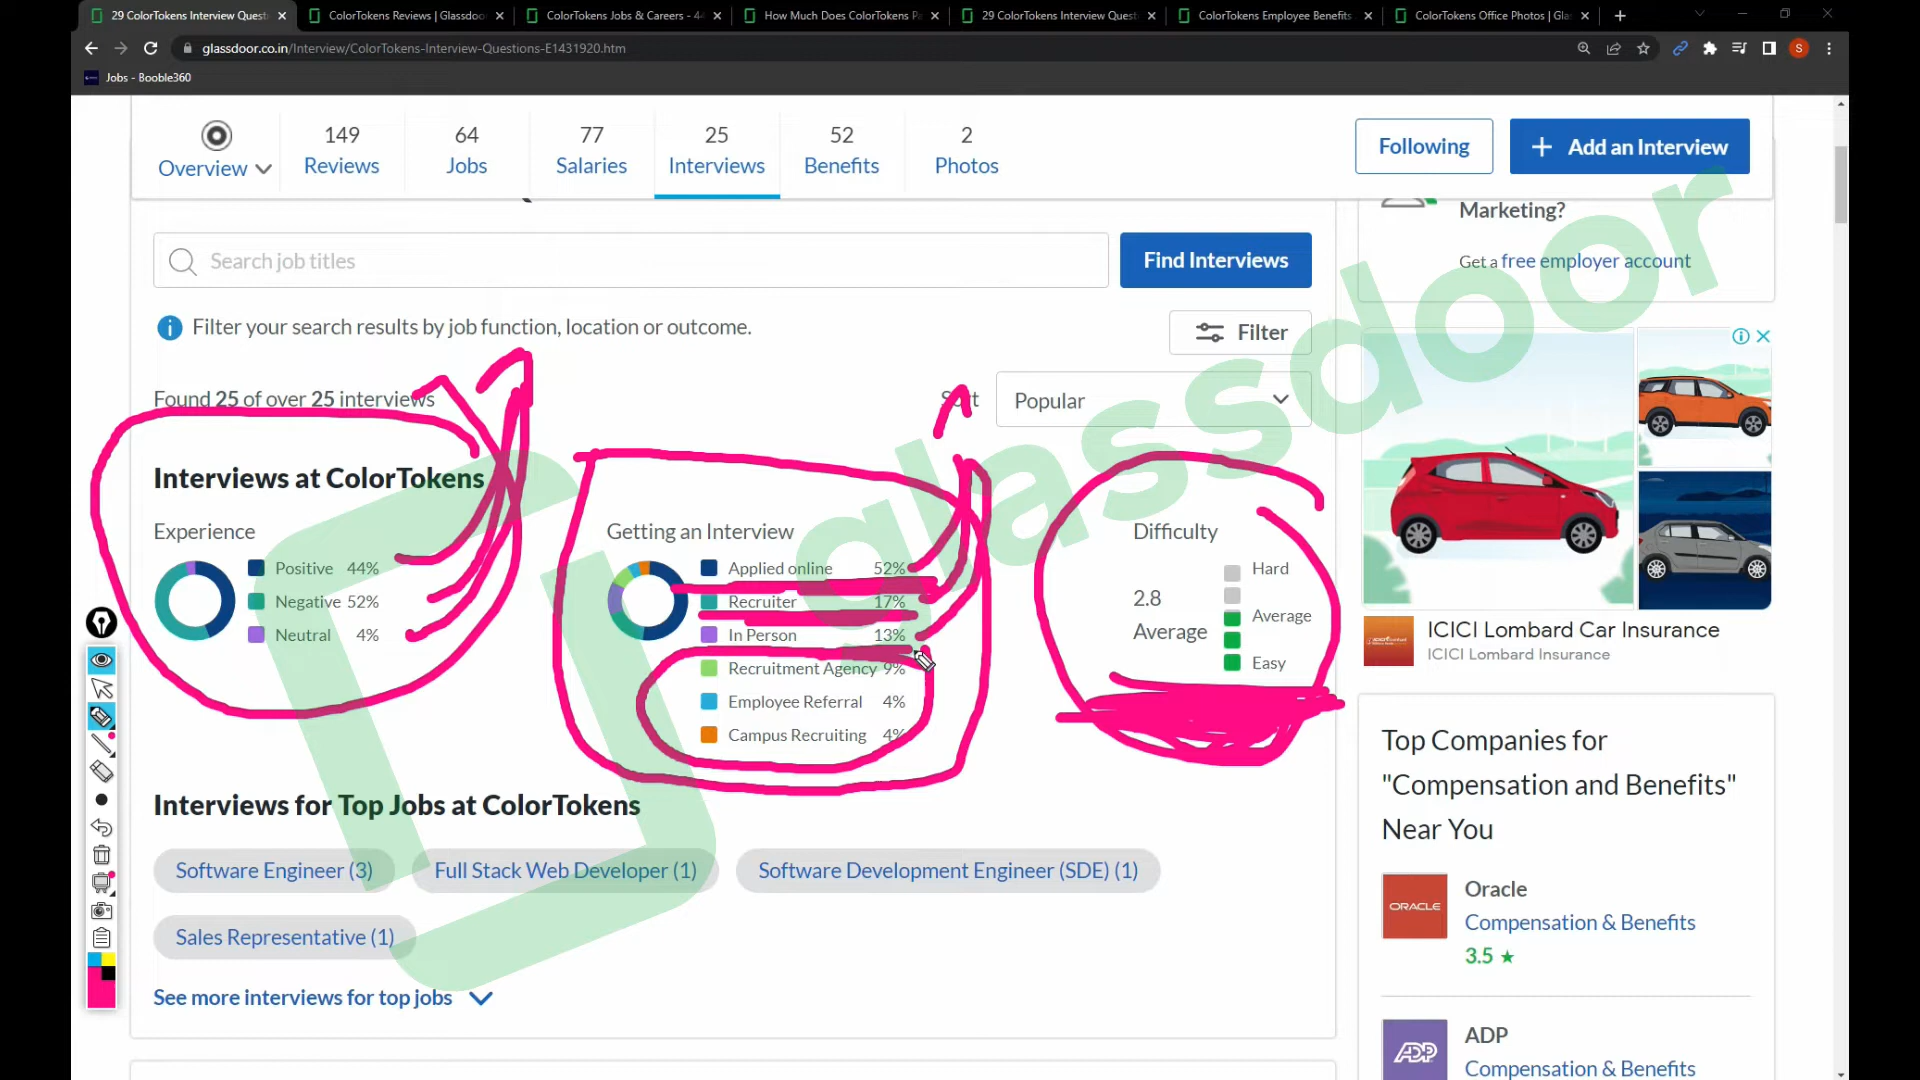 29 ColorTokens Interview Quest
ColorTokens Reviews | Glassdoo
ColorTokens Jobs & Careers - 4
How Much Does ColorTokens Pa
29 ColorTokens Interview Quest
ColorTokens Employee Benefits
ColorTokens Office Photos | Gla
glassdoor.co.in/Interview/ColorTokens-Interview-Questions-E1431920.htm
S
Jobs - Booble360
Overview
149 Reviews
64 Jobs
77 Salaries
25 Interviews
52 Benefits
2 Photos
Following
+ Add an Interview
Marketing?
Get a free employer account
Search job titles
Find Interviews
Filter your search results by job function, location or outcome.
Filter
Found 25 of over 25 interviews
Sort
Popular
glassdoor
Interviews at ColorTokens
Experience
Positive 44%
Negative 52%
Neutral 4%
Getting an Interview
Applied online 52%
Recruiter 17%
In Person 13%
Recruitment Agency 9%
Employee Referral 4%
Campus Recruiting 4%
Difficulty
2.8
Average
Hard
Average
Easy
ICICI Lombard Car Insurance
ICICI Lombard Insurance
Interviews for Top Jobs at ColorTokens
Software Engineer (3)
Full Stack Web Developer (1)
Software Development Engineer (SDE) (1)
Sales Representative (1)
See more interviews for top jobs
Top Companies for
"Compensation and Benefits"
Near You
ORACLE
Oracle
Compensation & Benefits
3.5 ★
ADP
ADP
Compensation & Benefits